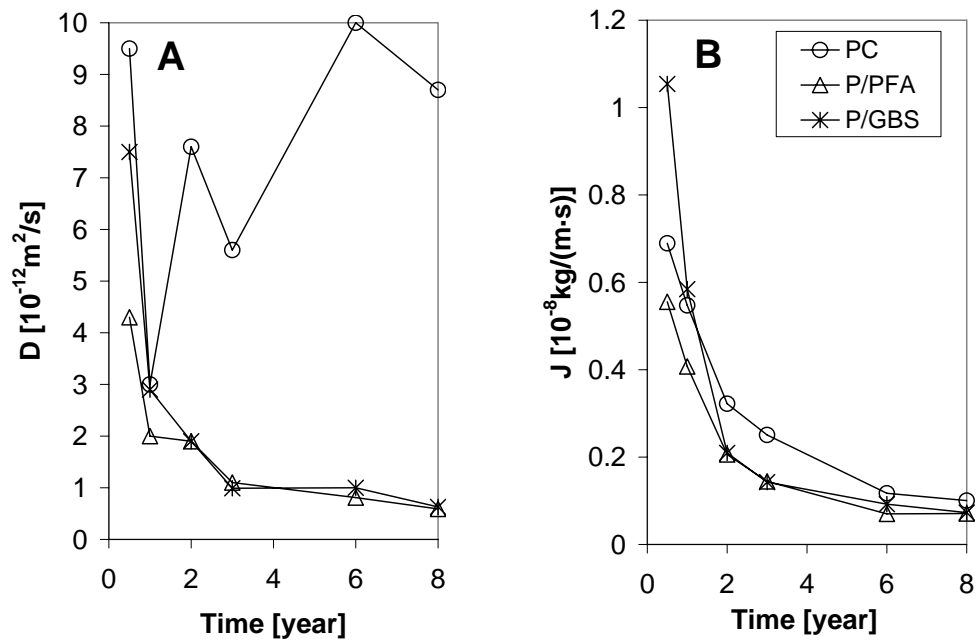 A
D [10⁻¹²m²/s]
10
9
8
7
6
5
4
3
2
1
0
0 2 4 6 8
Time [year]
B
J [10⁻⁸kg/(m·s)]
PC
P/PFA
P/GBS
1.2
1
0.8
0.6
0.4
0.2
0
0 2 4 6 8
Time [year]